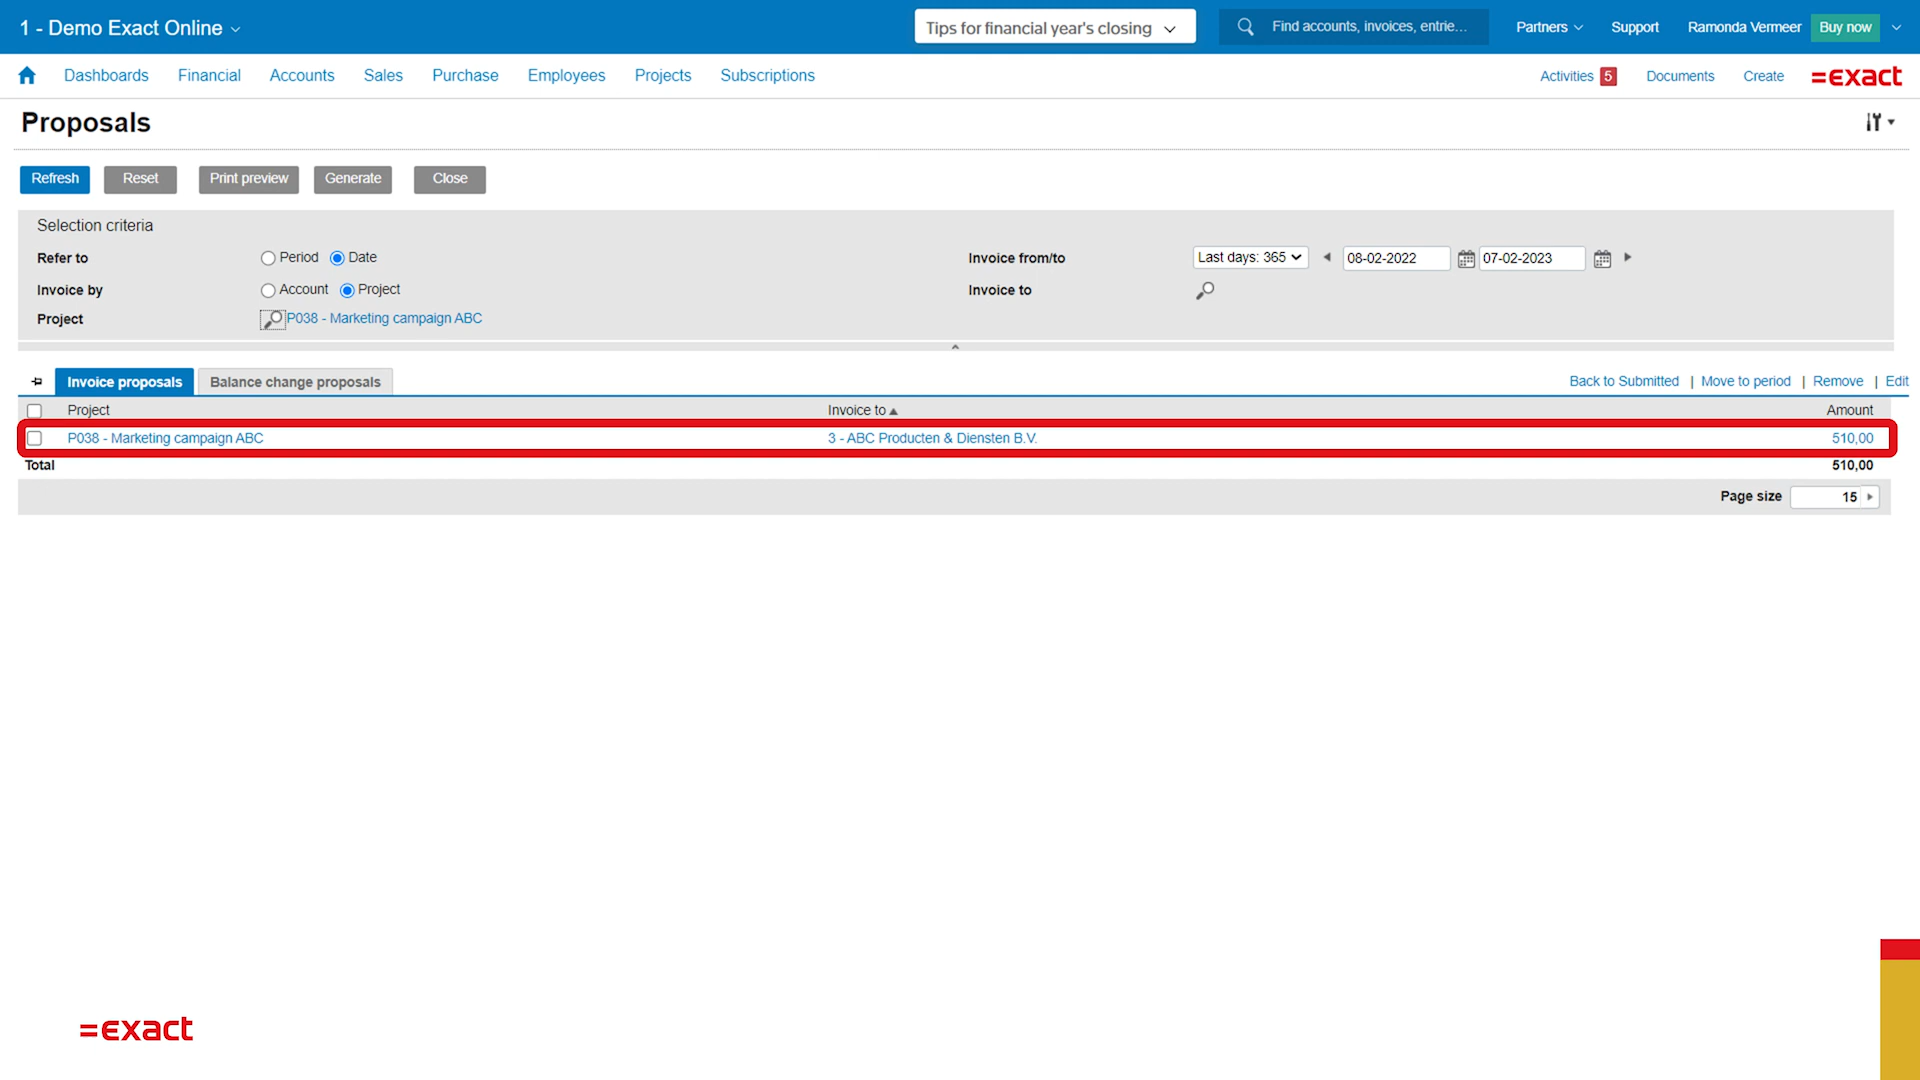 1 - Demo Exact Online
Tips for financial year's closing
Find accounts, invoices, entrie...
Partners
Support
Ramonda Vermeer
Buy now
Dashboards
Financial
Accounts
Sales
Purchase
Employees
Projects
Subscriptions
Activities 5
Documents
Create
=exact
Proposals
Refresh
Reset
Print preview
Generate
Close
Selection criteria
Refer to
Period
Date
Invoice from/to
Last days: 365
08-02-2022
07-02-2023
Invoice by
Account
Project
Invoice to
Project
P038 - Marketing campaign ABC
Invoice proposals
Balance change proposals
Back to Submitted | Move to period | Remove | Edit
Project
Invoice to
Amount
P038 - Marketing campaign ABC
3 - ABC Producten & Diensten B.V.
510,00
Total
510,00
Page size
15
=exact